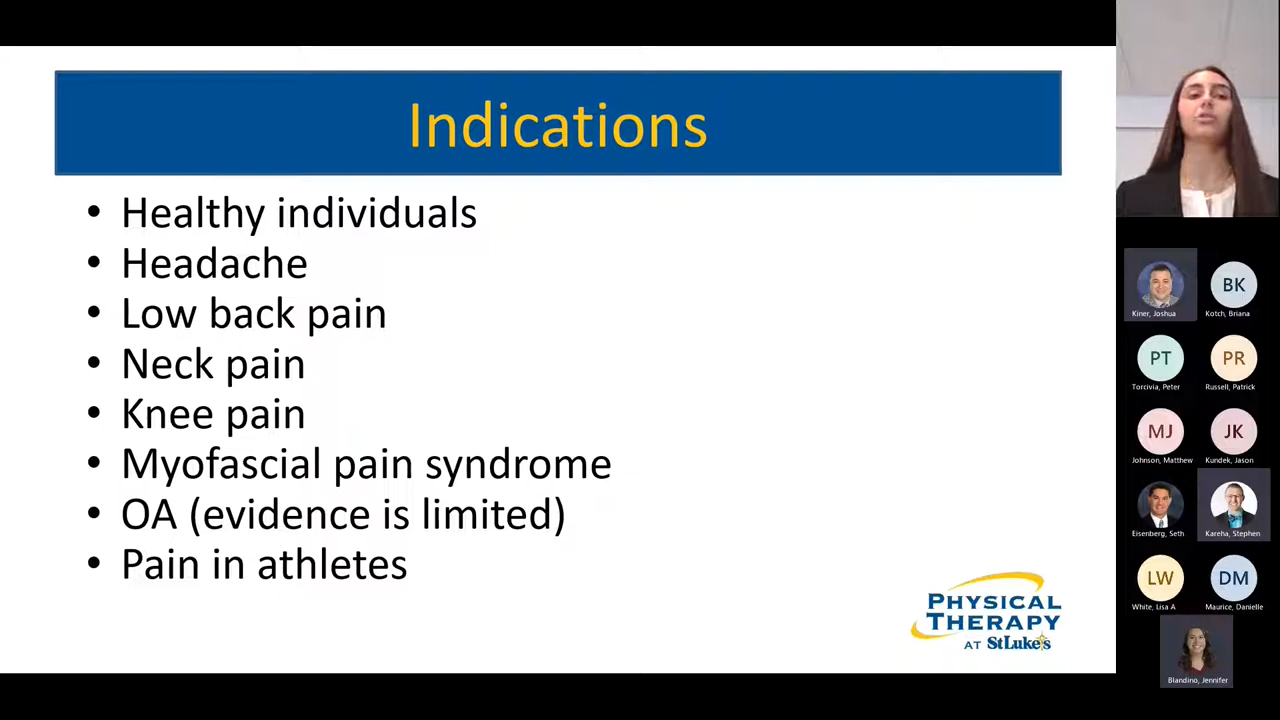 Indications
• Healthy individuals
• Headache
• Low back pain
• Neck pain
• Knee pain
• Myofascial pain syndrome
• OA (evidence is limited)
• Pain in athletes
PHYSICAL
THERAPY
AT StLuke's
Kiner, Joshua
BK
Kotch, Briana
PT
Torcivia, Peter
PR
Russell, Patrick
MJ
Johnson, Matthew
JK
Kundek, Jason
Eisenberg, Seth
Kareha, Stephen
LW
White, Lisa A
DM
Maurice, Danielle
Blandino, Jennifer